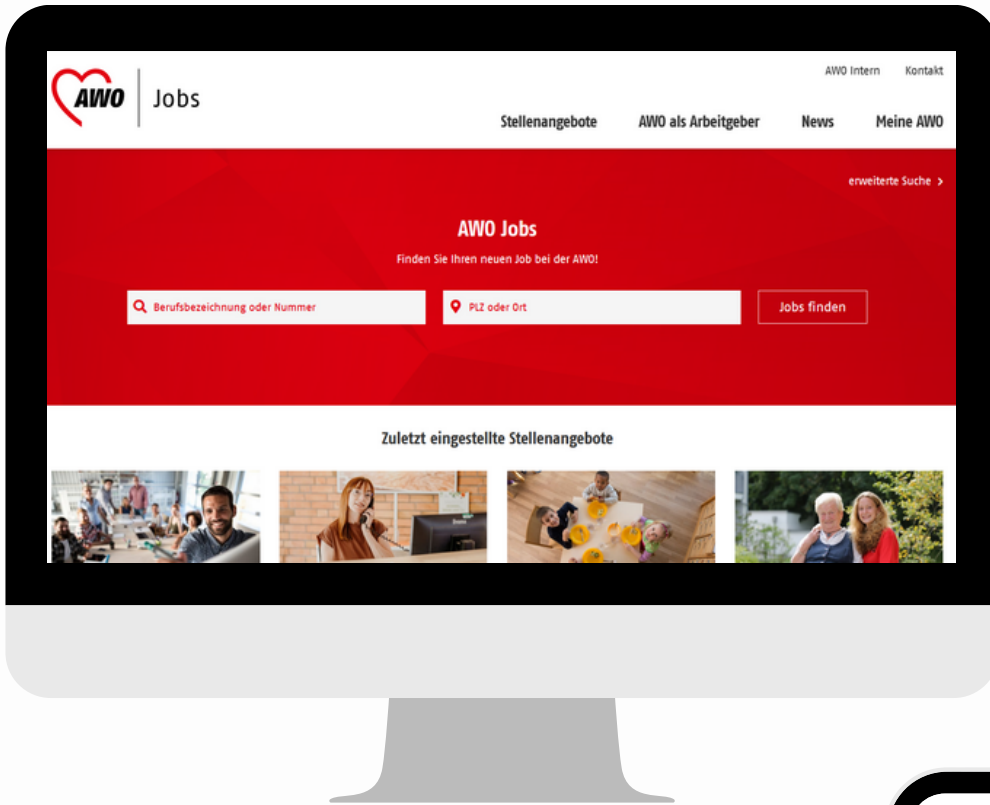 AWO Intern Kontakt
AWO Jobs
Stellenangebote AWO als Arbeitgeber News Meine AWO
erweiterte Suche >
AWO Jobs
Finden Sie Ihren neuen Job bei der AWO!
Berufsbezeichnung oder Nummer PLZ oder Ort Jobs finden
Zuletzt eingestellte Stellenangebote